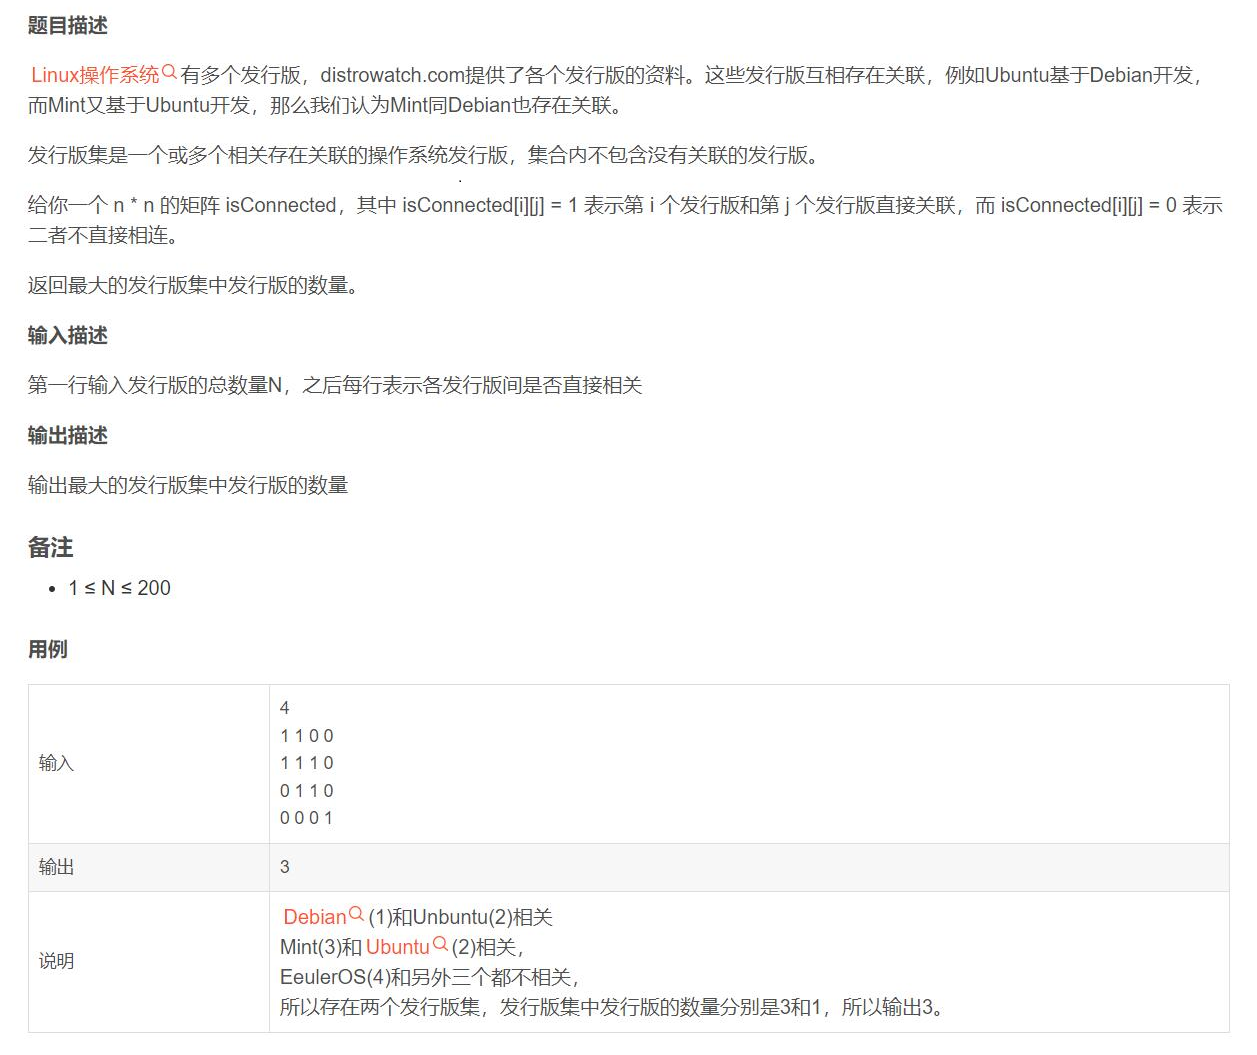 题目描述
Linux操作系统有多个发行版，distrowatch.com提供了各个发行版的资料。这些发行版互相存在关联，例如Ubuntu基于Debian开发，
而Mint又基于Ubuntu开发，那么我们认为Mint同Debian也存在关联。
发行版集是一个或多个相关存在关联的操作系统发行版，集合内不包含没有关联的发行版。
给你一个 n * n 的矩阵 isConnected，其中 isConnected[i][j] = 1 表示第 i 个发行版和第 j 个发行版直接关联，而 isConnected[i][j] = 0 表示
二者不直接相连。
返回最大的发行版集中发行版的数量。
输入描述
第一行输入发行版的总数量N，之后每行表示各发行版间是否直接相关
输出描述
输出最大的发行版集中发行版的数量
备注
• 1 ≤ N ≤ 200
用例
输入
4
1 1 0 0
1 1 1 0
0 1 1 0
0 0 0 1
输出
3
说明
Debian(1)和Unbuntu(2)相关
Mint(3)和Ubuntu(2)相关，
EeulerOS(4)和另外三个都不相关，
所以存在两个发行版集，发行版集中发行版的数量分别是3和1，所以输出3。